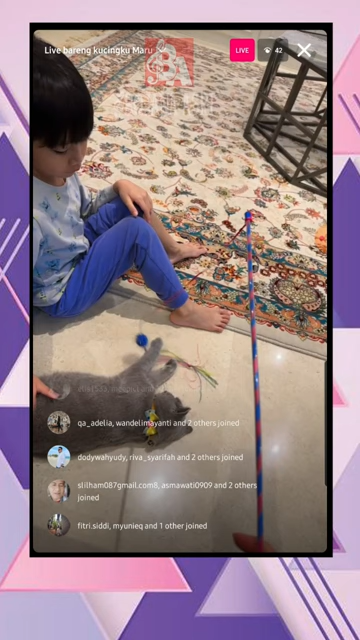 Live bareng kucingku Maru
LIVE
42
BA
qa_adelia, wandelimayanti and 2 others joined
dodywahyudy, riva_syarifah and 2 others joined
slilham087gmail.com8, asmawati0909 and 2 others
joined
fitri.siddi, myunieq and 1 other joined